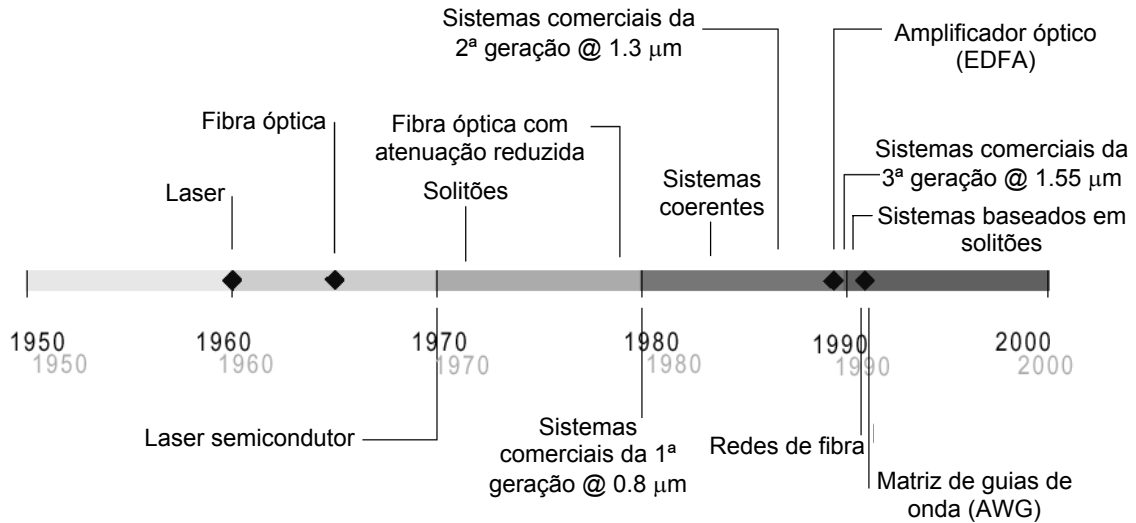 Sistemas comerciais da
2ª geração @ 1.3 μm
Amplificador óptico
(EDFA)
Fibra óptica
Fibra óptica com
atenuação reduzida
Sistemas comerciais da
3ª geração @ 1.55 μm
Laser
Solitões
Sistemas
coerentes
Sistemas baseados em
solitões
1950
1960
1970
1980
1990
2000
1950
1960
1970
1980
1990
2000
Laser semicondutor
Sistemas
comerciais da 1ª
geração @ 0.8 μm
Redes de fibra
Matriz de guias de
onda (AWG)